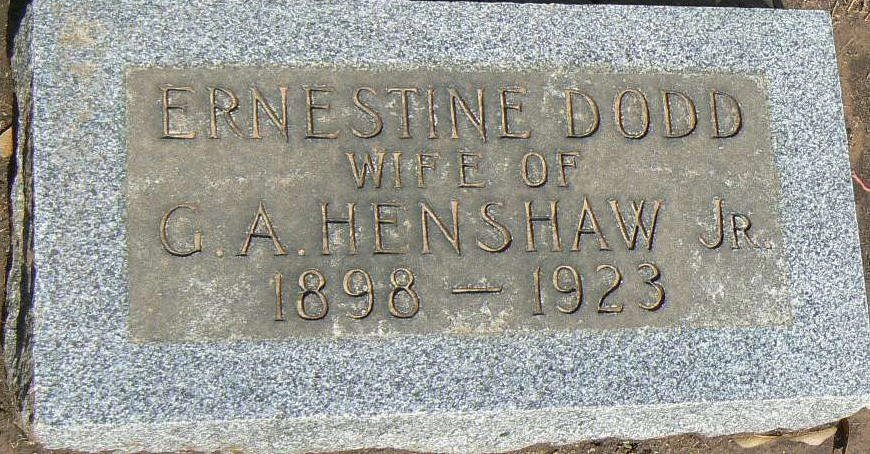 ERNESTINE DODD
WIFE OF
G. A. HENSHAW JR.
1898 — 1923